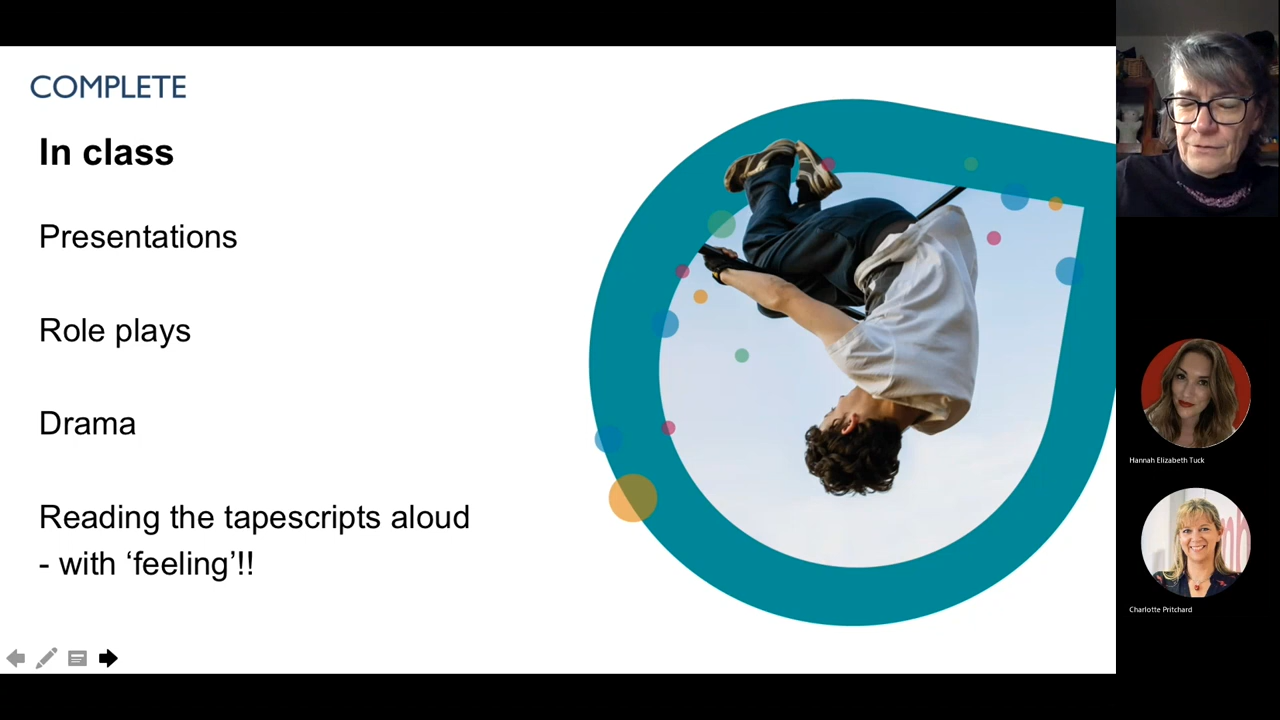 COMPLETE
In class
Presentations
Role plays
Drama
Reading the tapescripts aloud
- with ‘feeling’!!
Hannah Elizabeth Tuck
Charlotte Pritchard